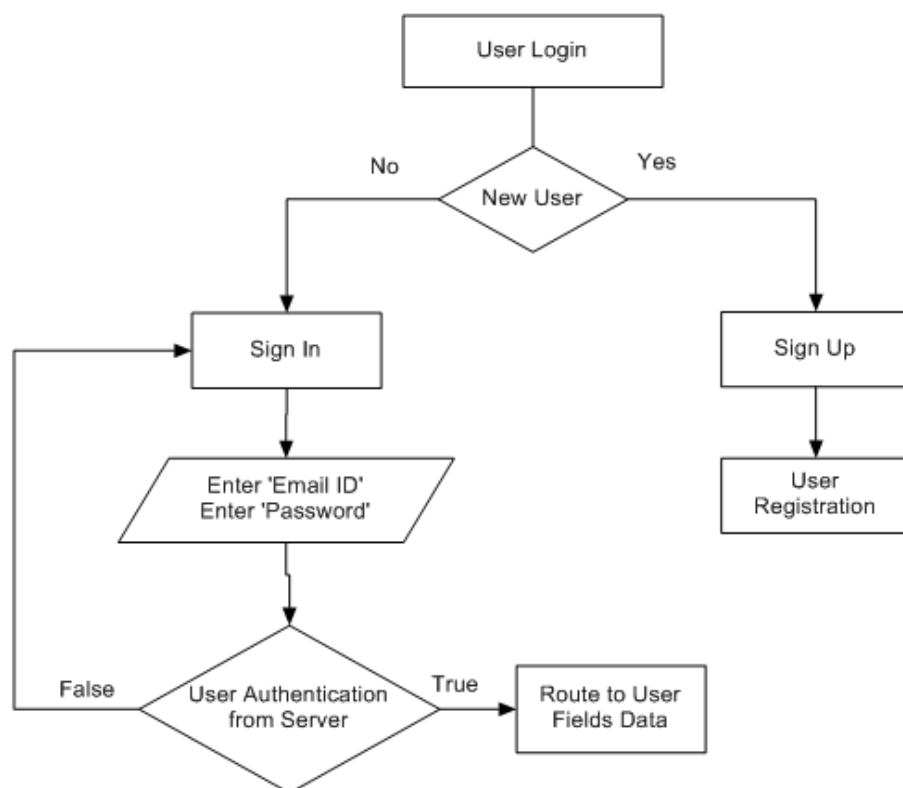 User Login
No
Yes
New User
Sign In
Sign Up
Enter 'Email ID'
Enter 'Password'
User
Registration
False
User Authentication
from Server
True
Route to User
Fields Data